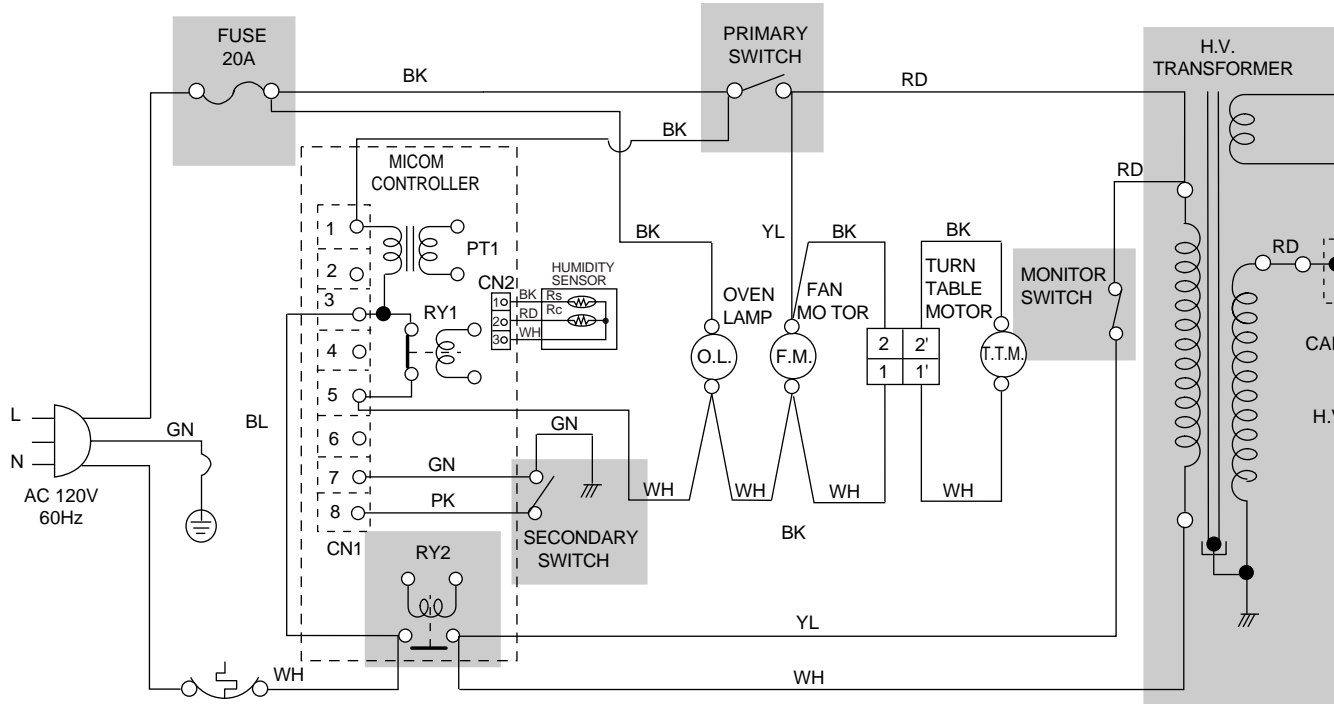 FUSE
20A
BK
PRIMARY
SWITCH
RD
H.V.
TRANSFORMER
BK
MICOM
CONTROLLER
RD
1
PT1
BK
YL
BK
BK
2
HUMIDITY
SENSOR
RD
3
CN2
1
BK
Rs
RY1
2
RD
Rc
3
WH
OVEN
LAMP
FAN
MO TOR
TURN
TABLE
MOTOR
MONITOR
SWITCH
4
O.L.
F.M.
2
2'
1
1'
T.T.M.
CA
5
L
GN
N
BL
6
GN
H.
7
GN
AC 120V
60Hz
8
PK
WH
WH
WH
WH
CN1
RY2
SECONDARY
SWITCH
BK
YL
WH
WH